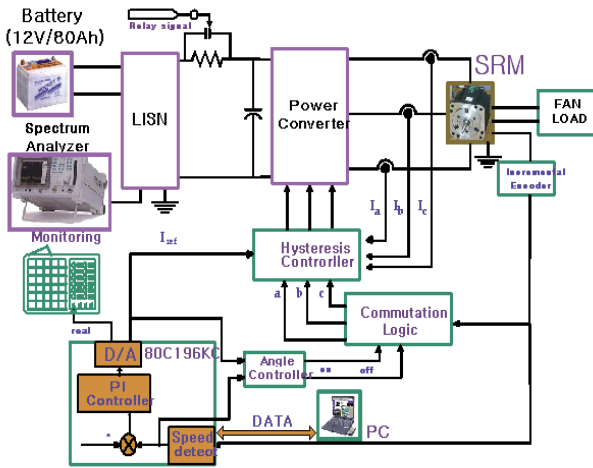 Battery
(12V/80Ah)
Relay signal
LISN
Power
Converter
SRM
FAN
LOAD
Spectrum
Analyzer
Incremental
Encoder
Monitoring
Iref
Ia Ib Ic
Hysteresis
Controrller
a b c
Commutation
Logic
real
D/A 80C196KC
PI
Controller
Angle
Controller
on off
*
X
Speed
detect
DATA
PC